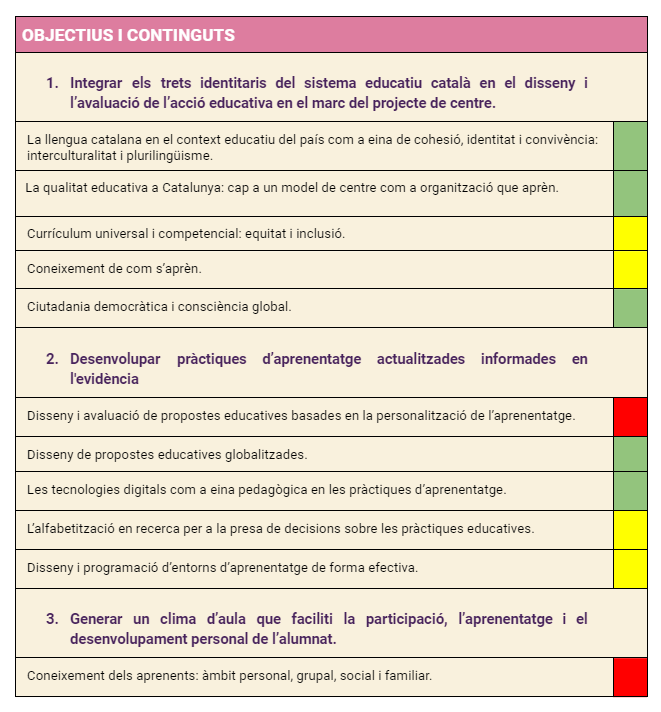 OBJECTIUS I CONTINGUTS
1. Integrar els trets identitaris del sistema educatiu català en el disseny i
l’avaluació de l’acció educativa en el marc del projecte de centre.
La llengua catalana en el context educatiu del país com a eina de cohesió, identitat i convivència:
interculturalitat i plurilingüisme.
La qualitat educativa a Catalunya: cap a un model de centre com a organització que aprèn.
Currículum universal i competencial: equitat i inclusió.
Coneixement de com s’aprèn.
Ciutadania democràtica i consciència global.
2. Desenvolupar pràctiques d’aprenentatge actualitzades informades en
l'evidència
Disseny i avaluació de propostes educatives basades en la personalització de l’aprenentatge.
Disseny de propostes educatives globalitzades.
Les tecnologies digitals com a eina pedagògica en les pràctiques d’aprenentatge.
L’alfabetització en recerca per a la presa de decisions sobre les pràctiques educatives.
Disseny i programació d’entorns d’aprenentatge de forma efectiva.
3. Generar un clima d’aula que faciliti la participació, l’aprenentatge i el
desenvolupament personal de l’alumnat.
Coneixement dels aprenents: àmbit personal, grupal, social i familiar.